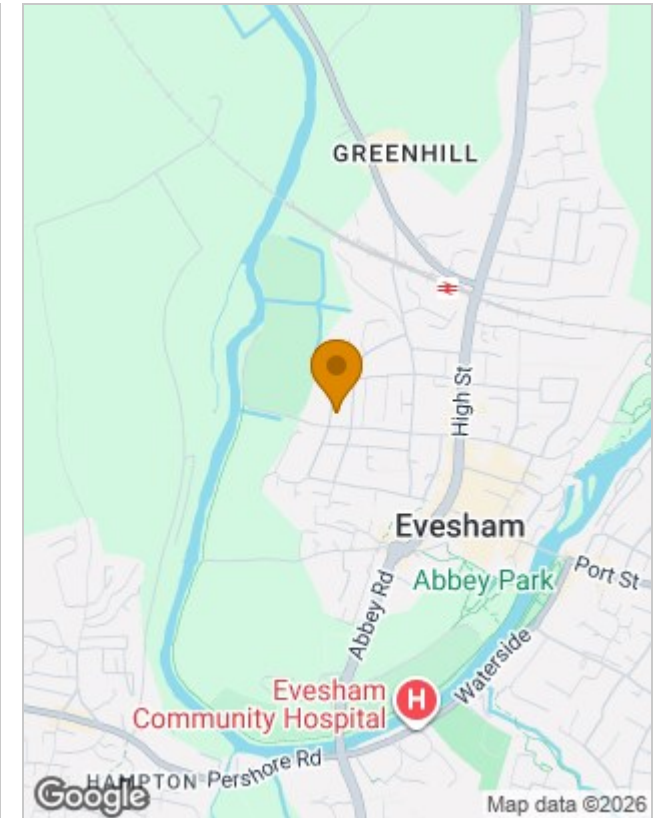 GREENHILL
High St
Evesham
Abbey Park
Port St
Abbey Rd
Waterside
Evesham
Community Hospital
H
HAMPTON
Pershore Rd
Google
Map data ©2026